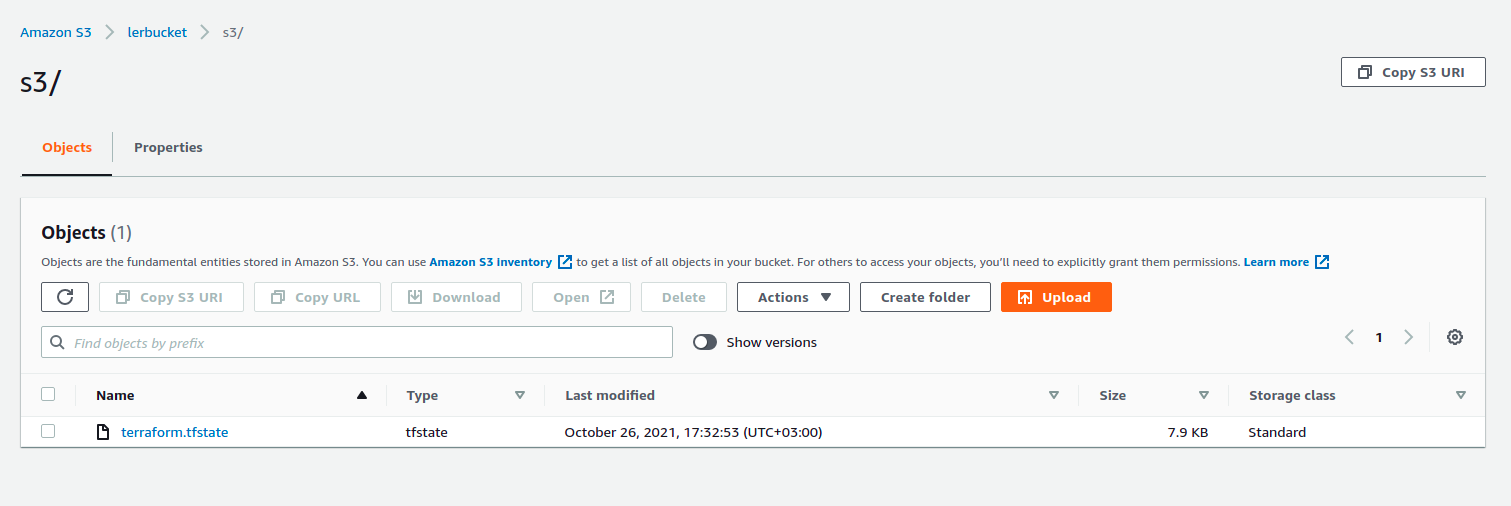 Amazon S3 lerbucket s3/
s3/
Copy S3 URI
Objects Properties
Objects (1)
Objects are the fundamental entities stored in Amazon S3. You can use Amazon S3 inventory to get a list of all objects in your bucket. For others to access your objects, you'll need to explicitly grant them permissions. Learn more
Copy S3 URI Copy URL Download Open Delete Actions Create folder Upload
Find objects by prefix Show versions 1
Name Type Last modified Size Storage class
terraform.tfstate tfstate October 26, 2021, 17:32:53 (UTC+03:00) 7.9 KB Standard